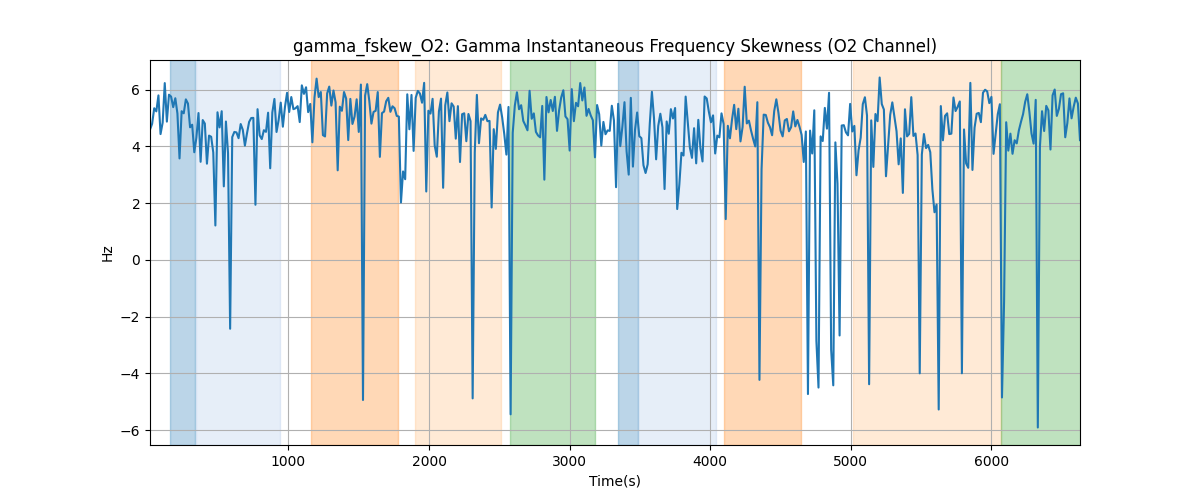 gamma_fskew_O2: Gamma Instantaneous Frequency Skewness (O2 Channel)
Hz
6
4
2
0
−2
−4
−6
1000 2000 3000 4000 5000 6000
Time(s)